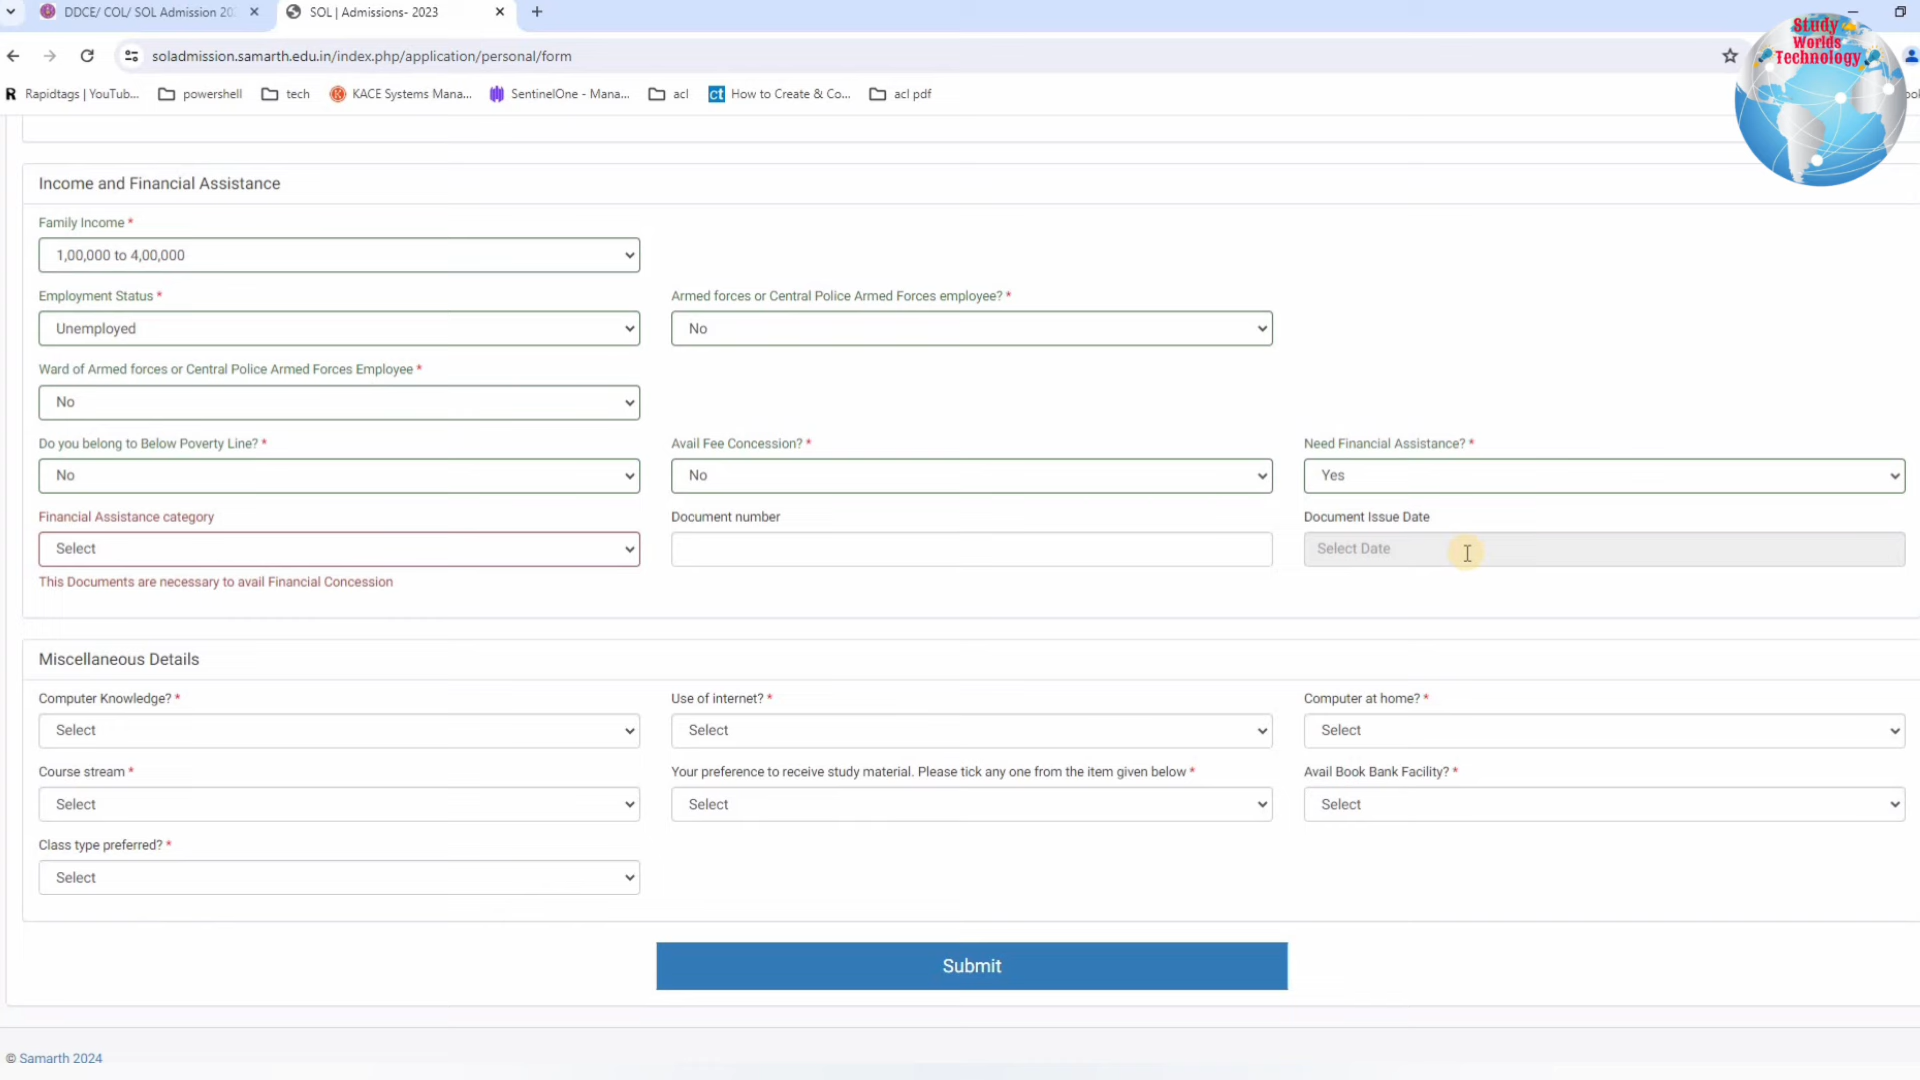 DDCE/ COL/ SOL Admission 20
SOL | Admissions- 2023
soladmission.samarth.edu.in/index.php/application/personal/form
Rapidtags | YouTub...
powershell
tech
KACE Systems Mana...
SentinelOne - Mana...
acl
How to Create & Co...
acl pdf
Study
Worlds
Technology
Income and Financial Assistance
Family Income *
1,00,000 to 4,00,000
Employment Status *
Armed forces or Central Police Armed Forces employee? *
Unemployed
No
Ward of Armed forces or Central Police Armed Forces Employee *
No
Do you belong to Below Poverty Line? *
Avail Fee Concession? *
Need Financial Assistance? *
No
No
Yes
Financial Assistance category
Document number
Document Issue Date
Select
Select Date
This Documents are necessary to avail Financial Concession
Miscellaneous Details
Computer Knowledge? *
Use of internet? *
Computer at home? *
Select
Select
Select
Course stream *
Your preference to receive study material. Please tick any one from the item given below *
Avail Book Bank Facility? *
Select
Select
Select
Class type preferred? *
Select
Submit
© Samarth 2024